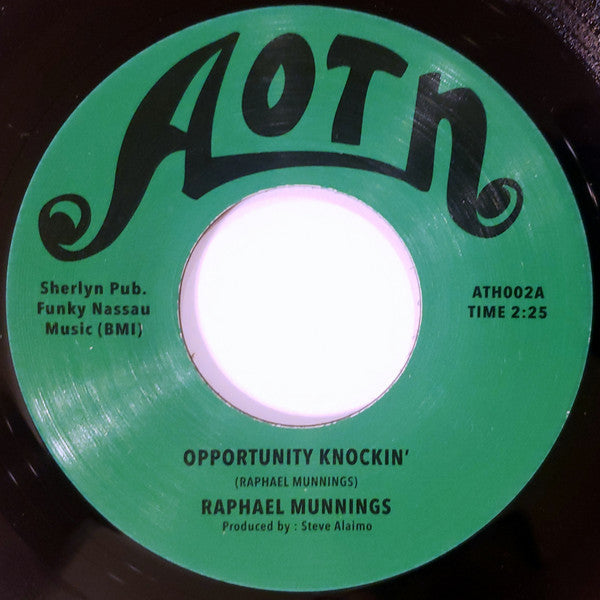 AOTN
Sherlyn Pub.
Funky Nassau
Music (BMI)
ATH002A
TIME 2:25
OPPORTUNITY KNOCKIN'
(RAPHAEL MUNNINGS)
RAPHAEL MUNNINGS
Produced by : Steve Alaimo